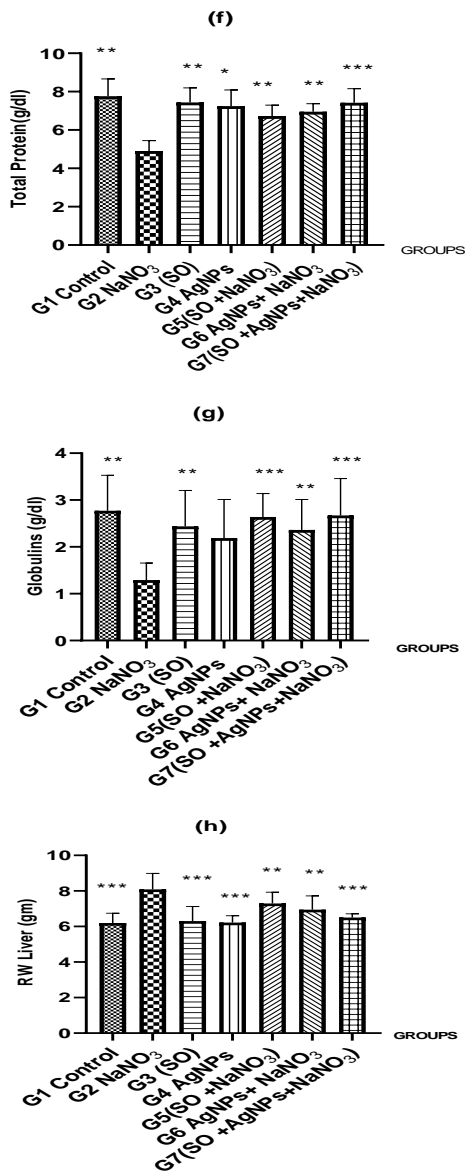 (f)
Total Protein(g/dl)
10
8
6
4
2
0
** ** * ** ** ***
GROUPS
G1 Control
G2 NaNO₃
G3 (SO)
G4 AgNPs
G5(SO +NaNO₃)
G6 AgNPs+ NaNO₃
G7(SO +AgNPs+NaNO₃)
(g)
Globulins (g/dl)
4
3
2
1
0
** ** *** ** ***
GROUPS
G1 Control
G2 NaNO₃
G3 (SO)
G4 AgNPs
G5(SO +NaNO₃)
G6 AgNPs+ NaNO₃
G7(SO +AgNPs+NaNO₃)
(h)
RW Liver (gm)
10
8
6
4
2
0
*** *** *** ** ** ***
GROUPS
G1 Control
G2 NaNO₃
G3 (SO)
G4 AgNPs
G5(SO +NaNO₃)
G6 AgNPs+ NaNO₃
G7(SO +AgNPs+NaNO₃)